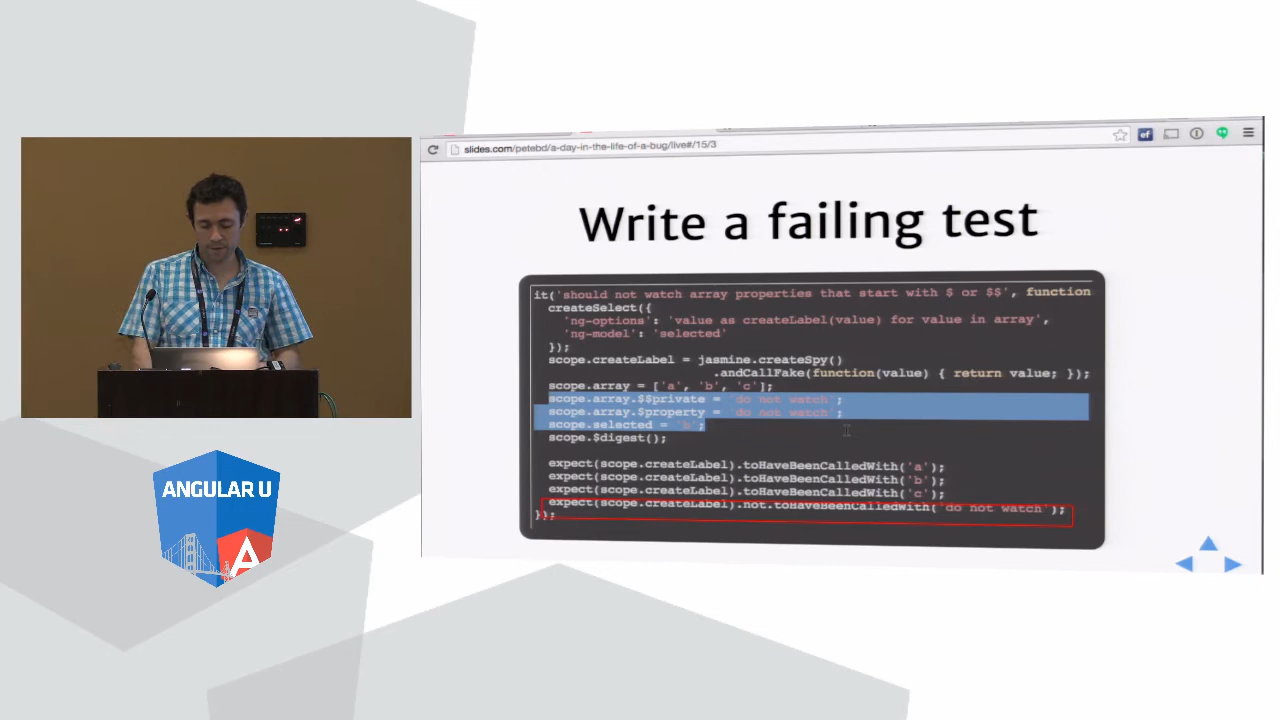 slides.com/petebd/a-day-in-the-life-of-a-bug/live#/15/3
ef
Write a failing test
it('should not watch array properties that start with $ or $$', function
createSelect({
'ng-options': 'value as createLabel(value) for value in array',
'ng-model': 'selected'
});
scope.createLabel = jasmine.createSpy()
.andCallFake(function(value) { return value; });
scope.array = ['a', 'b', 'c'];
scope.array.$$private = 'do not watch';
scope.array.$property = 'do not watch';
scope.selected = 'b';
scope.$digest();
expect(scope.createLabel).toHaveBeenCalledWith('a');
expect(scope.createLabel).toHaveBeenCalledWith('b');
expect(scope.createLabel).toHaveBeenCalledWith('c');
expect(scope.createLabel).not.toHaveBeenCalledWith('do not watch');
});
ANGULAR U
A